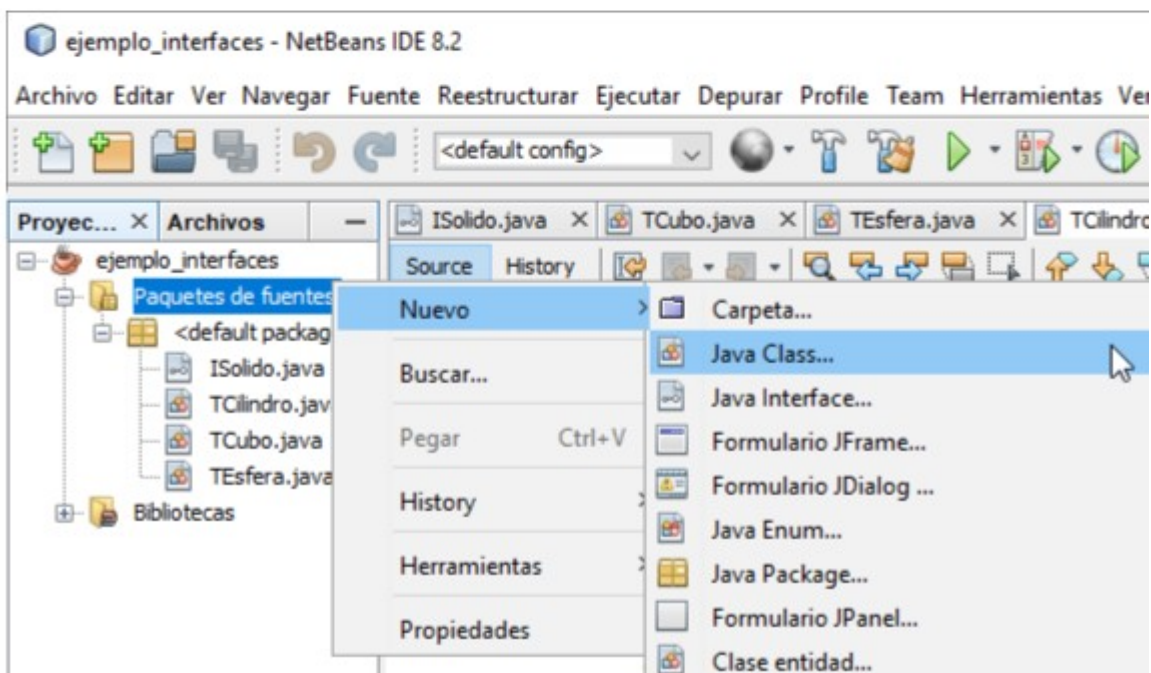 ejemplo_interfaces - NetBeans IDE 8.2
Archivo Editar Ver Navegar Fuente Reestructurar Ejecutar Depurar Profile Team Herramientas Ver
<default config>
Proyec... Archivos
ISolido.java TCubo.java TEsfera.java TCilindro
ejemplo_interfaces
Source History
Paquetes de fuentes
<default packag
ISolido.java
TCilindro.jav
TCubo.java
TEsfera.java
Bibliotecas
Nuevo
Buscar...
Pegar Ctrl+V
History
Herramientas
Propiedades
Carpeta...
Java Class...
Java Interface...
Formulario JFrame...
Formulario JDialog ...
Java Enum...
Java Package...
Formulario JPanel...
Clase entidad...